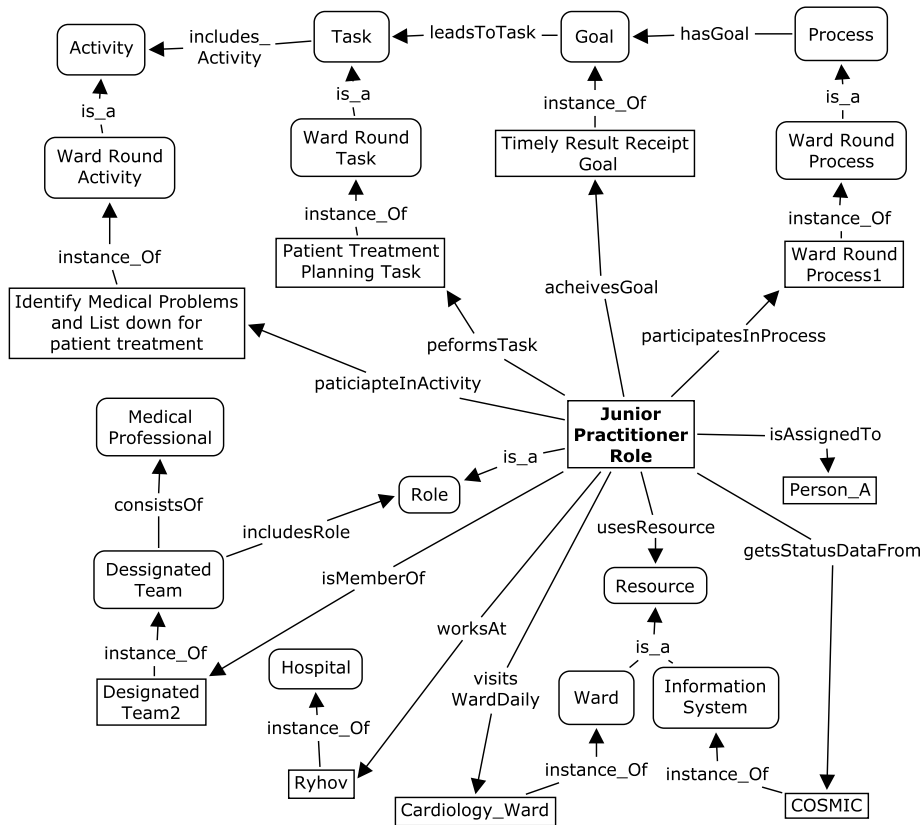 Activity
includes_
Activity
Task
leadsToTask
Goal
hasGoal
Process
is_a
is_a
instance_Of
is_a
Ward Round
Activity
Ward Round
Task
Timely Result Receipt
Goal
Ward Round
Process
instance_Of
instance_Of
instance_Of
Patient Treatment
Planning Task
Ward Round
Process1
Identify Medical Problems
and List down for
patient treatment
acheivesGoal
peformsTask
participatesInProcess
paticiapteInActivity
Medical
Professional
Junior
Practitioner
Role
isAssignedTo
is_a
Role
Person_A
consistsOf
includesRole
usesResource
getsStatusDataFrom
Dessignated
Team
isMemberOf
Resource
instance_Of
worksAt
is_a
Hospital
visits
WardDaily
Ward
Information
System
Designated
Team2
instance_Of
instance_Of
instance_Of
Ryhov
Cardiology_Ward
COSMIC